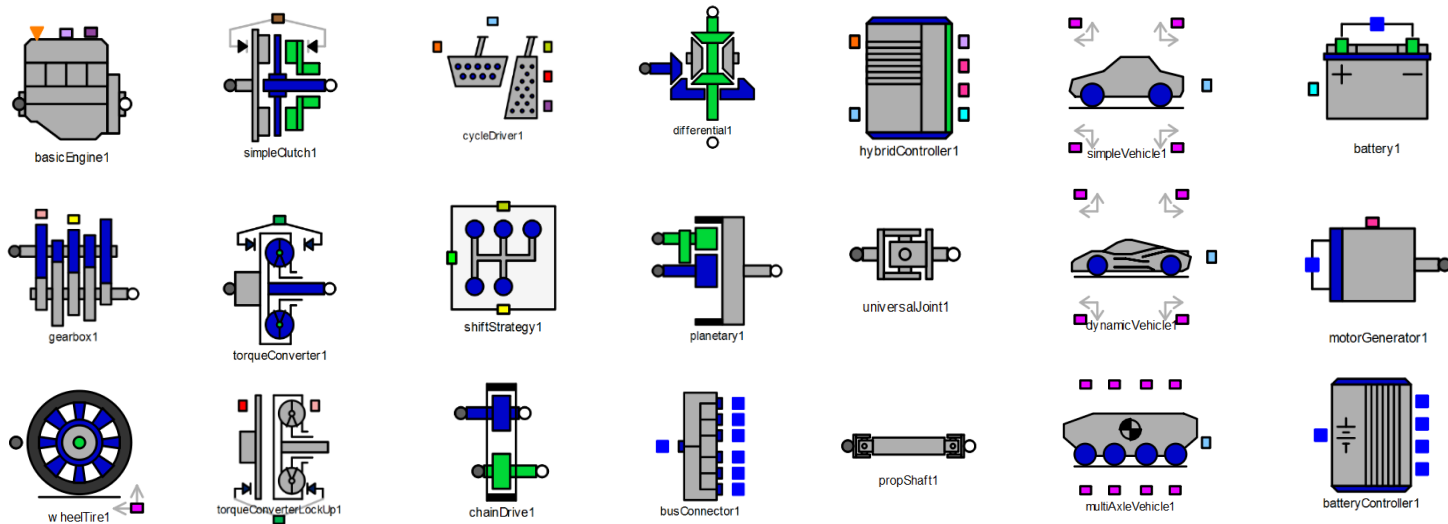 basicEngine1
simpleClutch1
cycleDriver1
differential1
hybridController1
simpleVehicle1
battery1
gearbox1
torqueConverter1
shiftStrategy1
planetary1
universalJoint1
dynamicVehicle1
motorGenerator1
wheelTire1
torqueConverterLockUp1
chainDrive1
busConnector1
propShaft1
multiAxleVehicle1
batteryController1